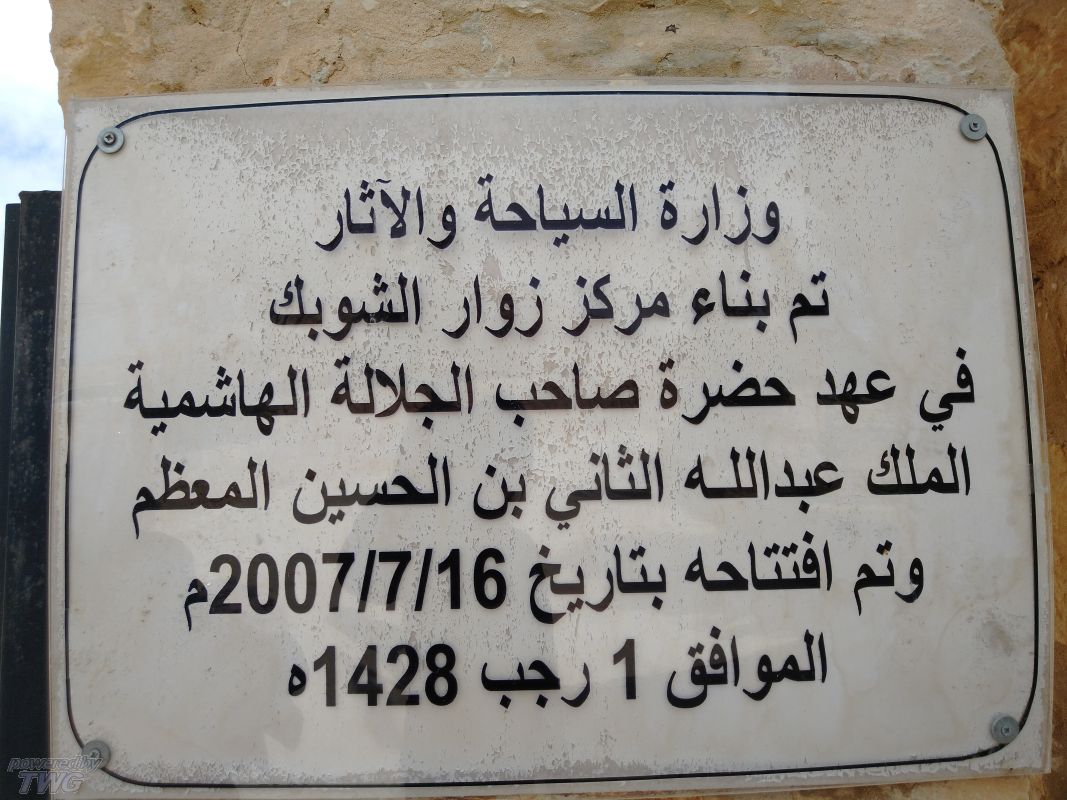 وزارة السياحة والآثار
تم بناء مركز زوار الشوبك
في عهد حضرة صاحب الجلالة الهاشمية
الملك عبدالله الثاني بن الحسين المعظم
وتم افتتاحه بتاريخ 2007/7/16م
الموافق 1 رجب 1428ه
powered by
TWG